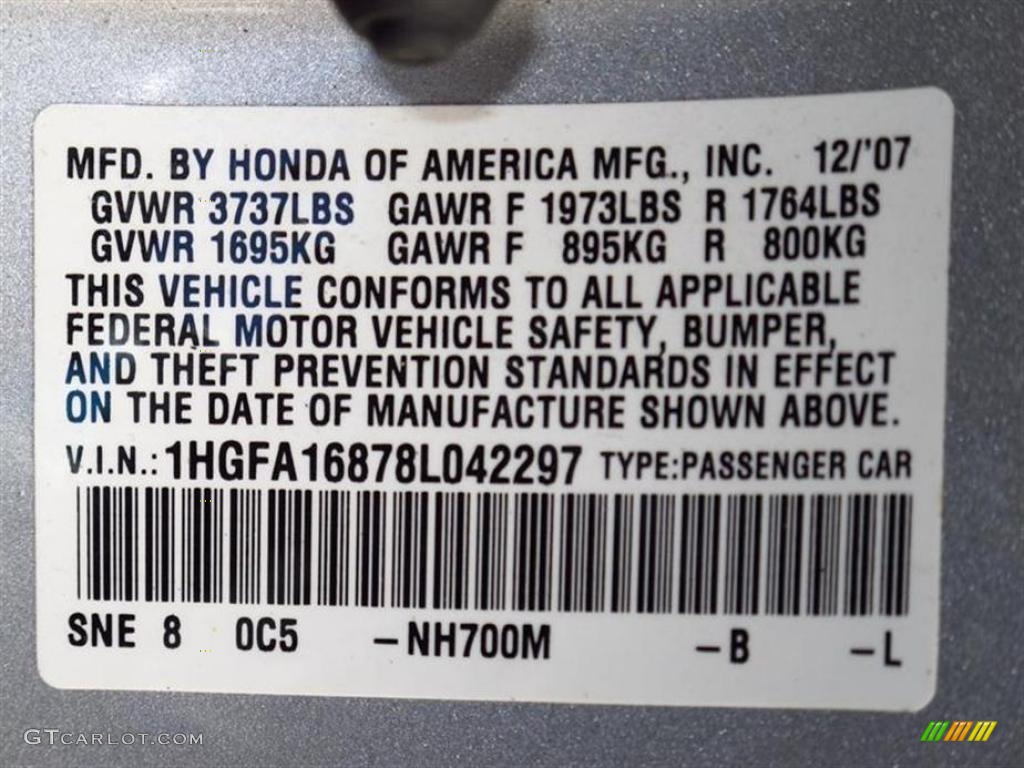 MFD. BY HONDA OF AMERICA MFG., INC. 12/'07
GVWR 3737LBS GAWR F 1973LBS R 1764LBS
GVWR 1695KG GAWR F 895KG R 800KG
THIS VEHICLE CONFORMS TO ALL APPLICABLE
FEDERAL MOTOR VEHICLE SAFETY, BUMPER,
AND THEFT PREVENTION STANDARDS IN EFFECT
ON THE DATE OF MANUFACTURE SHOWN ABOVE.
V.I.N.: 1HGFA16878L042297 TYPE:PASSENGER CAR
SNE 8 0C5 -NH700M -B -L
GTCARLOT.COM